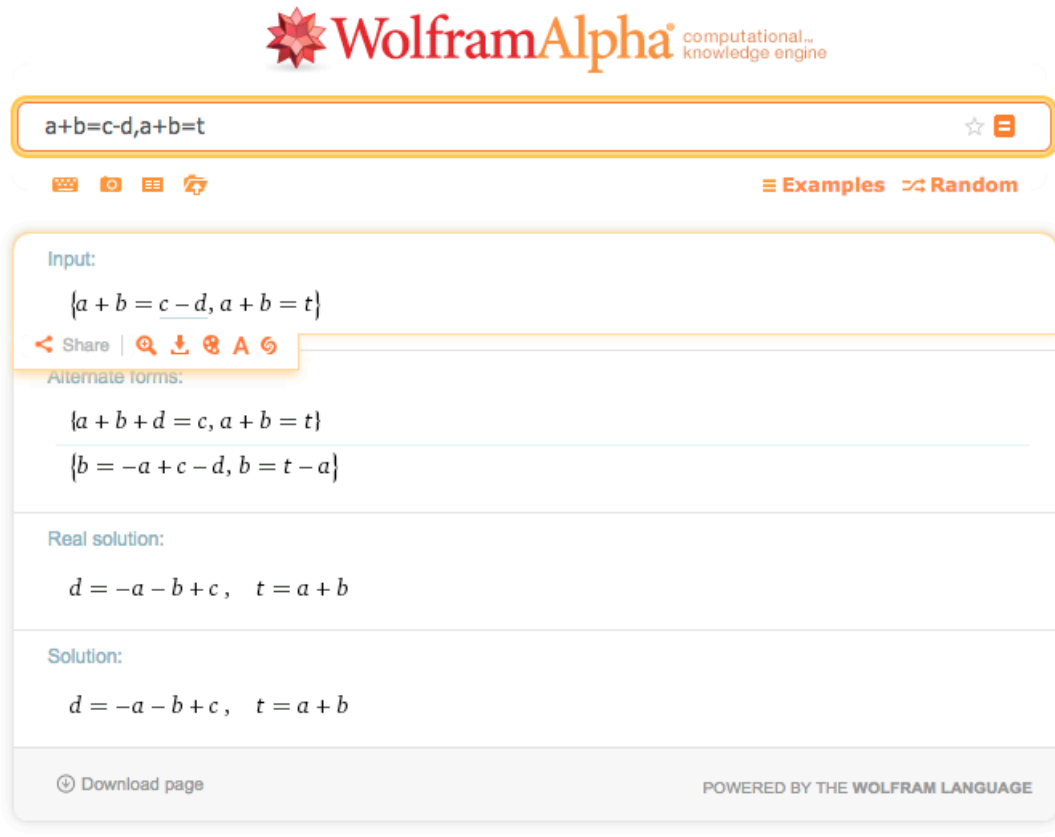 WolframAlpha computational... knowledge engine
a+b=c-d,a+b=t
Examples Random
Input:
{a + b = c − d, a + b = t}
Share A
Alternate forms:
{a + b + d = c, a + b = t}
{b = −a + c − d, b = t − a}
Real solution:
d = −a − b + c , t = a + b
Solution:
d = −a − b + c , t = a + b
Download page
POWERED BY THE WOLFRAM LANGUAGE